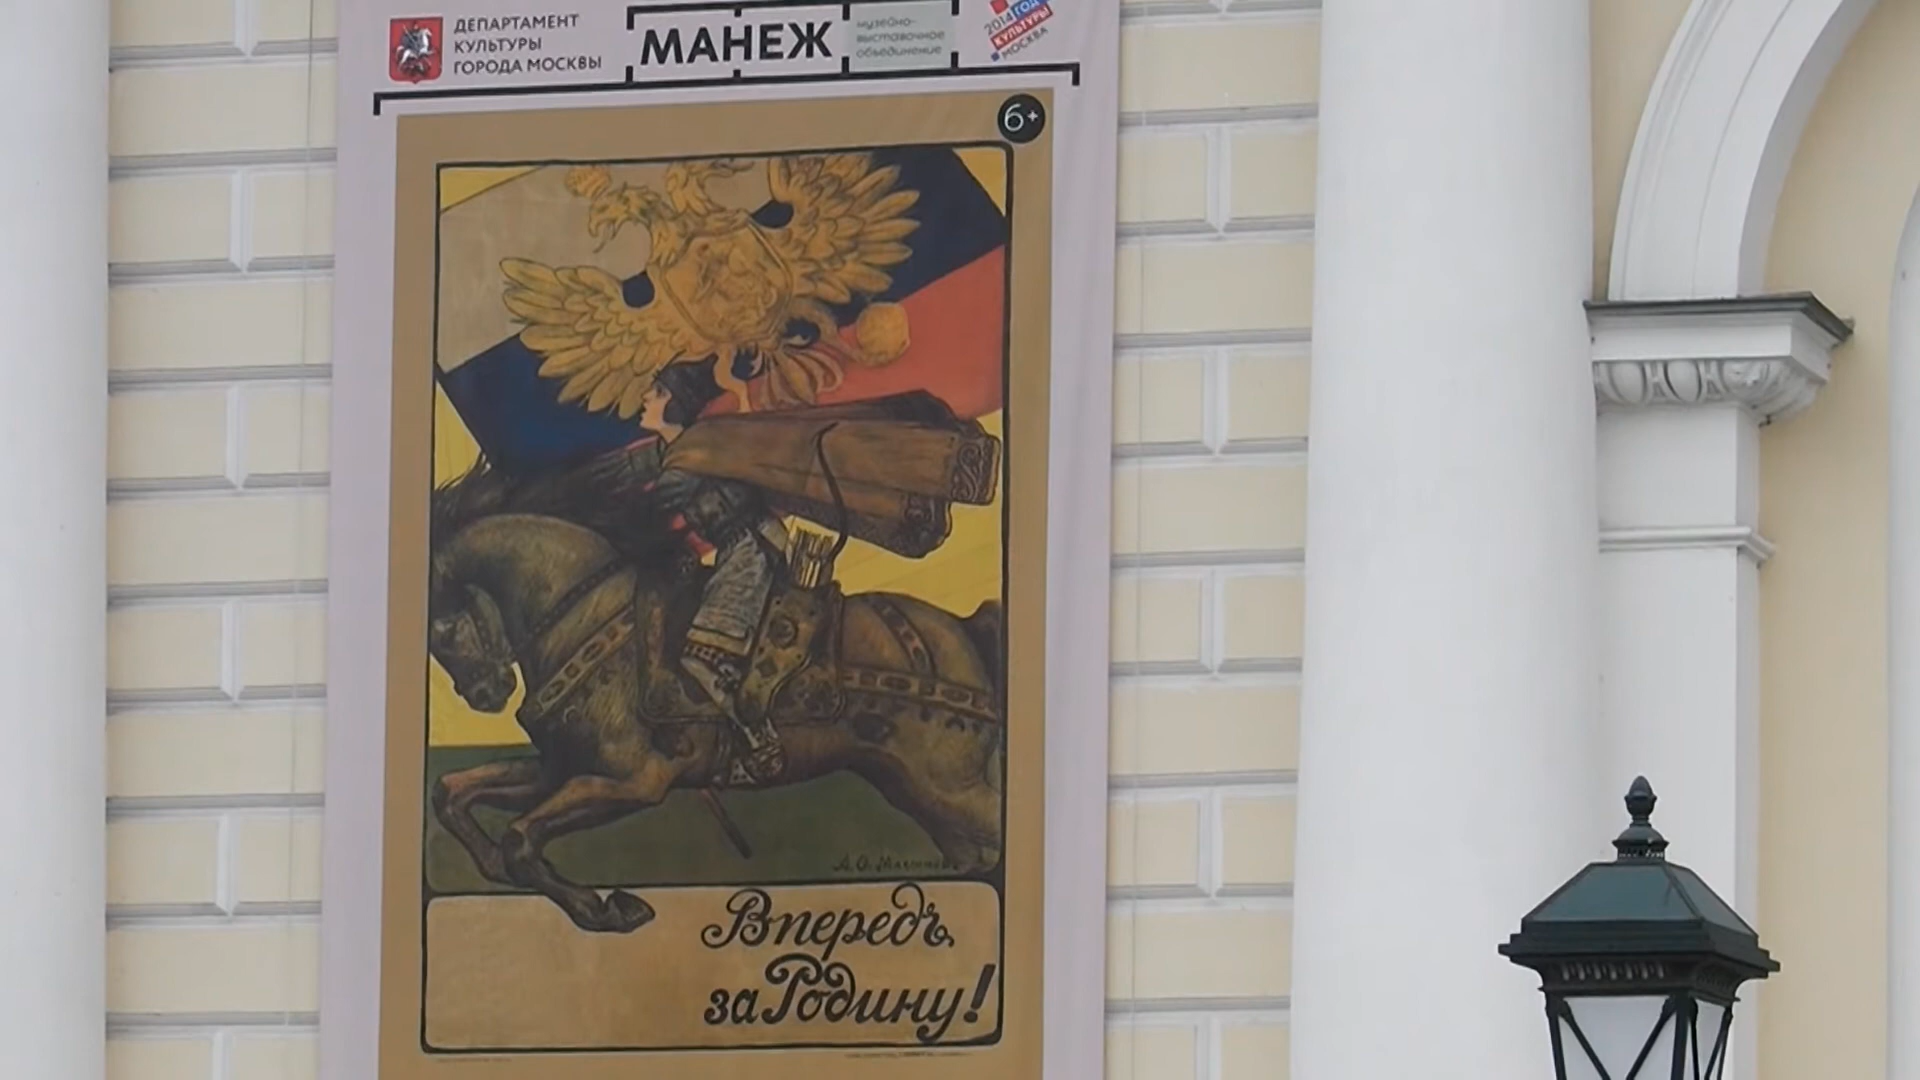 ДЕПАРТАМЕНТ
КУЛЬТУРЫ
ГОРОДА МОСКВЫ
МАНЕЖ
музейно-
выставочное
объединение
2014 ГОД
КУЛЬТУРЫ
МОСКВА
6+
Впередъ,
за Родину!